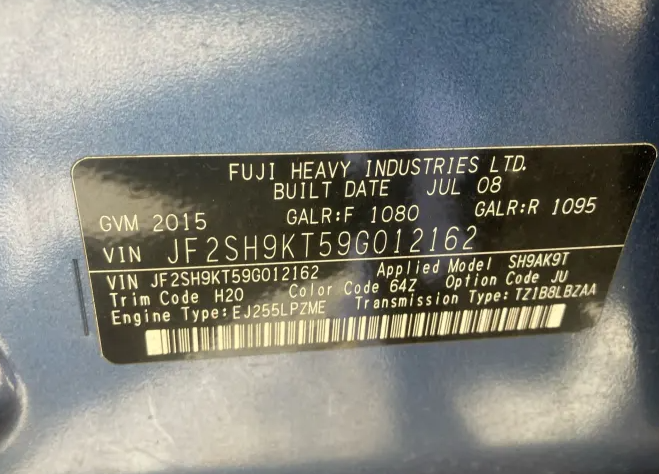 FUJI HEAVY INDUSTRIES LTD.
BUILT DATE JUL 08
GVM 2015 GALR:F 1080 GALR:R 1095
VIN JF2SH9KT59G012162
VIN JF2SH9KT59G012162 Applied Model SH9AK9T
Trim Code H20 Color Code 64Z Option Code JU
Engine Type:EJ255LPZME Transmission Type:TZ1B8LBZAA